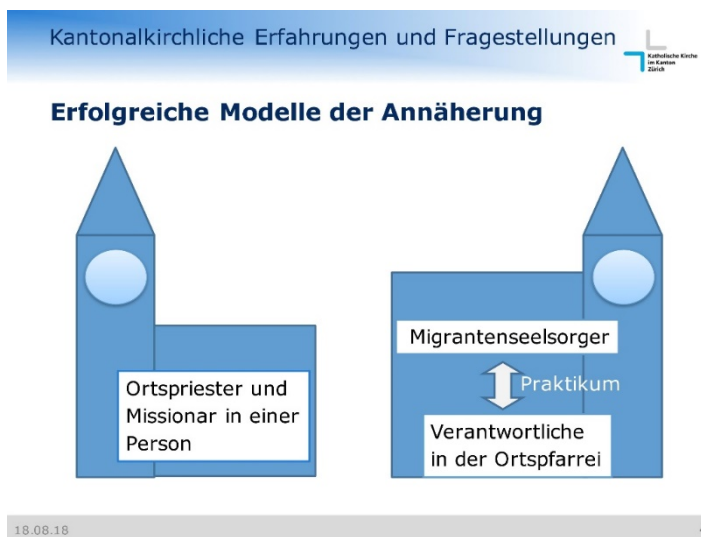 Kantonalkirchliche Erfahrungen und Fragestellungen
Katholische Kirche
im Kanton
Zürich
Erfolgreiche Modelle der Annäherung
Ortspriester und
Missionar in einer
Person
Migrantenseelsorger
Praktikum
Verantwortliche
in der Ortspfarrei
18.08.18